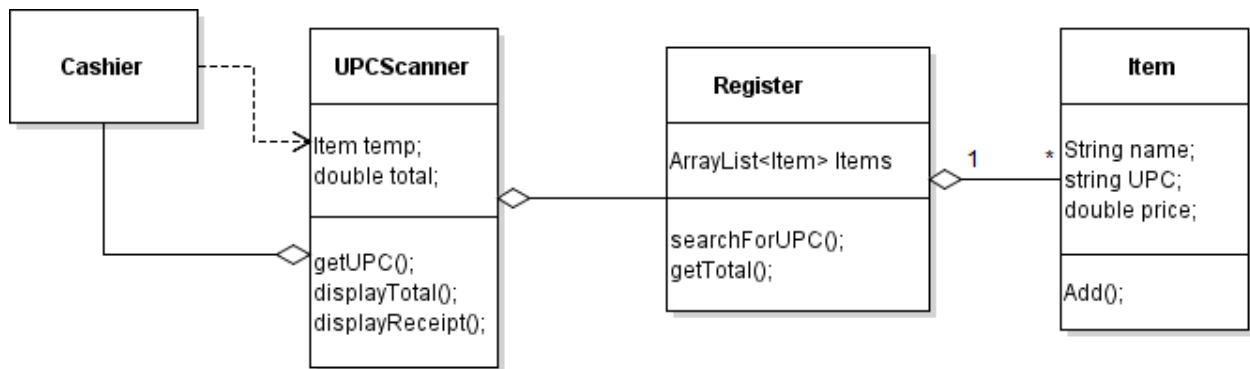 Cashier
UPCScanner
Item temp;
double total;
getUPC();
displayTotal();
displayReceipt();
Register
ArrayList<Item> Items
searchForUPC();
getTotal();
1
*
Item
String name;
string UPC;
double price;
Add();